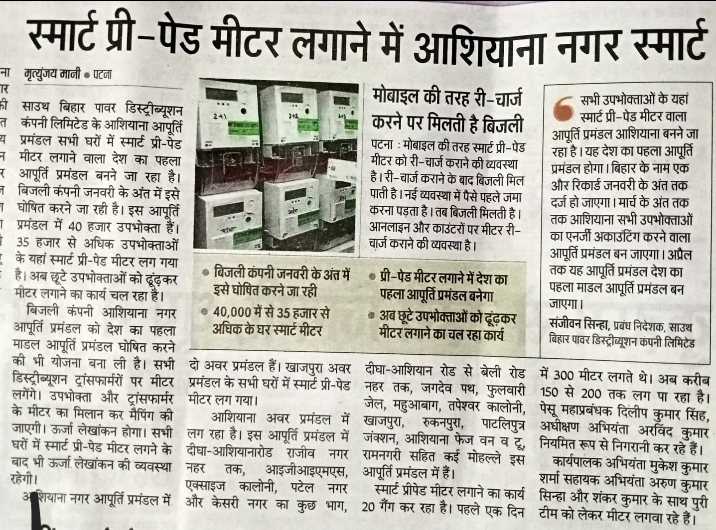 स्मार्ट प्री-पेड मीटर लगाने में आशियाना नगर स्मार्ट
मृत्युंजय मानी ● पटना
साउथ बिहार पावर डिस्ट्रीब्यूशन
कंपनी लिमिटेड के आशियाना आपूर्ति
प्रमंडल सभी घरों में स्मार्ट प्री-पेड
मीटर लगाने वाला देश का पहला
आपूर्ति प्रमंडल बनने जा रहा है।
बिजली कंपनी जनवरी के अंत में इसे
घोषित करने जा रही है। इस आपूर्ति
प्रमंडल में 40 हजार उपभोक्ता हैं।
35 हजार से अधिक उपभोक्ताओं
के यहां स्मार्ट प्री-पेड मीटर लग गया
है। अब छूटे उपभोक्ताओं को ढूंढ़कर
मीटर लगाने का कार्य चल रहा है।
बिजली कंपनी आशियाना नगर
आपूर्ति प्रमंडल को देश का पहला
माडल आपूर्ति प्रमंडल घोषित करने
की भी योजना बना ली है। सभी
डिस्ट्रीब्यूशन ट्रांसफार्मरों पर मीटर
लगेंगे। उपभोक्ता और ट्रांसफार्मर
के मीटर का मिलान कर मैपिंग की
जाएगी। ऊर्जा लेखांकन होगा। सभी
घरों में स्मार्ट प्री-पेड मीटर लगने के
बाद भी ऊर्जा लेखांकन की व्यवस्था
रहेगी।
आशियाना नगर आपूर्ति प्रमंडल में
मोबाइल की तरह री-चार्ज
करने पर मिलती है बिजली
पटना : मोबाइल की तरह स्मार्ट प्री-पेड
मीटर को री-चार्ज कराने की व्यवस्था
है। री-चार्ज कराने के बाद बिजली मिल
पाती है। नई व्यवस्था में पैसे पहले जमा
करना पड़ता है। तब बिजली मिलती है।
आनलाइन और काउंटरों पर मीटर री-
चार्ज कराने की व्यवस्था है।
सभी उपभोक्ताओं के यहां
स्मार्ट प्री-पेड मीटर वाला
आपूर्ति प्रमंडल आशियाना बनने जा
रहा है। यह देश का पहला आपूर्ति
प्रमंडल होगा। बिहार के नाम एक
और रिकार्ड जनवरी के अंत तक
दर्ज हो जाएगा। मार्च के अंत तक
तक आशियाना सभी उपभोक्ताओं
का एनर्जी अकाउंटिंग करने वाला
आपूर्ति प्रमंडल बन जाएगा। अप्रैल
तक यह आपूर्ति प्रमंडल देश का
पहला माडल आपूर्ति प्रमंडल बन
जाएगा।
संजीवन सिन्हा, प्रबंध निदेशक, साउथ
बिहार पावर डिस्ट्रीब्यूशन कंपनी लिमिटेड
● बिजली कंपनी जनवरी के अंत में
इसे घोषित करने जा रही
● 40,000 में से 35 हजार से
अधिक के घर स्मार्ट मीटर
● प्री-पेड मीटर लगाने में देश का
पहला आपूर्ति प्रमंडल बनेगा
● अब छूटे उपभोक्ताओं को ढूंढ़कर
मीटर लगाने का चल रहा कार्य
दो अवर प्रमंडल हैं। खाजपुरा अवर
प्रमंडल के सभी घरों में स्मार्ट प्री-पेड
मीटर लग गया।
आशियाना अवर प्रमंडल में
लग रहा है। इस आपूर्ति प्रमंडल में
दीघा-आशियानारोड राजीव नगर
नहर तक, आइजीआइएमएस,
एक्साइज कालोनी, पटेल नगर
और केसरी नगर का कुछ भाग,
दीघा-आशियान रोड से बेली रोड
नहर तक, जगदेव पथ, फुलवारी
जेल, महुआबाग, तपेश्वर कालोनी,
खाजपुरा, रुकनपुरा, पाटलिपुत्र
जंक्शन, आशियाना फेज वन व टू,
रामनगरी सहित कई मोहल्ले इस
आपूर्ति प्रमंडल में हैं।
स्मार्ट प्रीपेड मीटर लगाने का कार्य
20 गैंग कर रहा है। पहले एक दिन
में 300 मीटर लगते थे। अब करीब
150 से 200 तक लग पा रहा है।
पेसू महाप्रबंधक दिलीप कुमार सिंह,
अधीक्षण अभियंता अरविंद कुमार
नियमित रूप से निगरानी कर रहे हैं।
कार्यपालक अभियंता मुकेश कुमार
शर्मा सहायक अभियंता अरुण कुमार
सिन्हा और शंकर कुमार के साथ पुरी
टीम को लेकर मीटर लगवा रहे हैं।